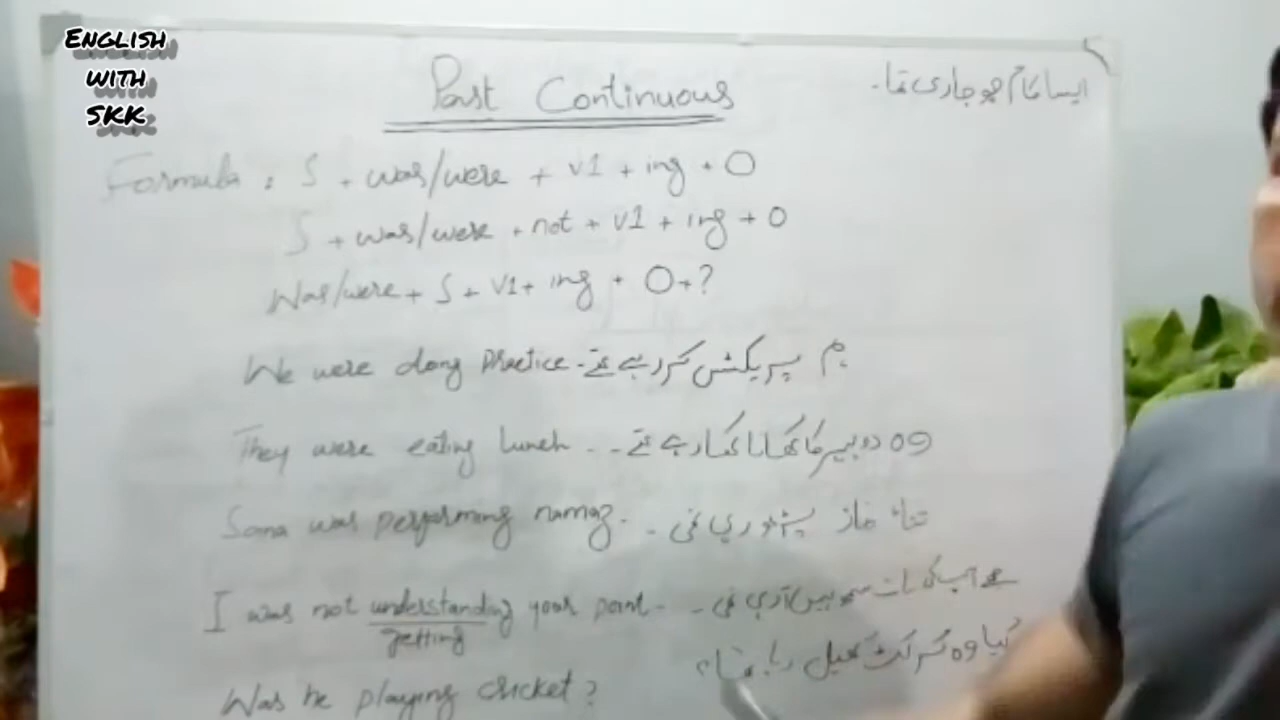 ENGLISH
WITH
SKK
Past Continuous
ایسا کام جو جاری تھا۔
Formula: S + was/were + v1 + ing + O
S + was/were + not + v1 + ing + O
Was/were + S + v1 + ing + O + ?
We were doing practice. ہم پریکٹس کر رہے تھے۔
They were eating lunch. وہ دوپہر کا کھانا کھا رہے تھے۔
Sana was performing namaz. ثناء نماز پڑھ رہی تھی۔
I was not understanding your point. مجھے آپ کی بات سمجھ نہیں آرہی تھی۔
getting
Was he playing cricket? کیا وہ کرکٹ کھیل رہا تھا؟